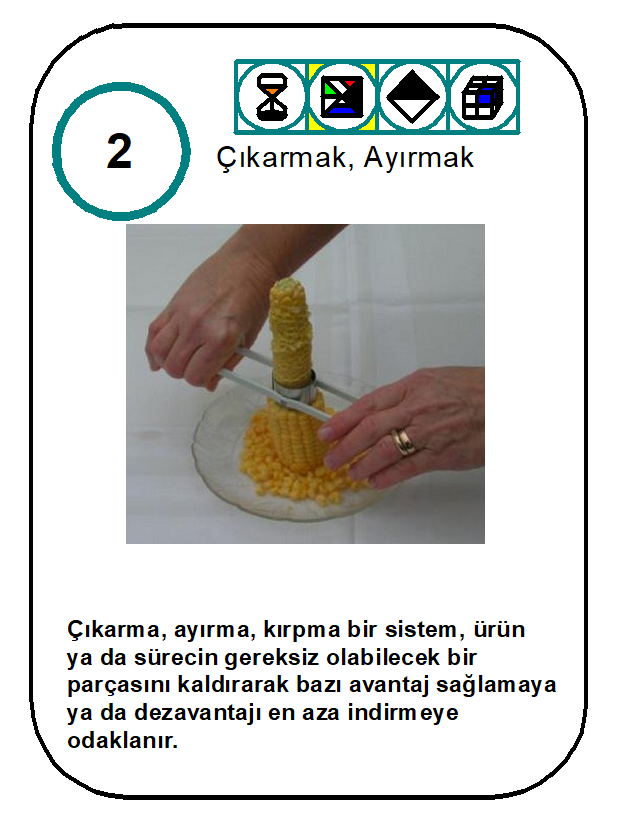 2
Çıkarmak, Ayırmak
Çıkarma, ayırma, kırpma bir sistem, ürün
ya da sürecin gereksiz olabilecek bir
parçasını kaldırarak bazı avantaj sağlamaya
ya da dezavantajı en aza indirmeye
odaklanır.